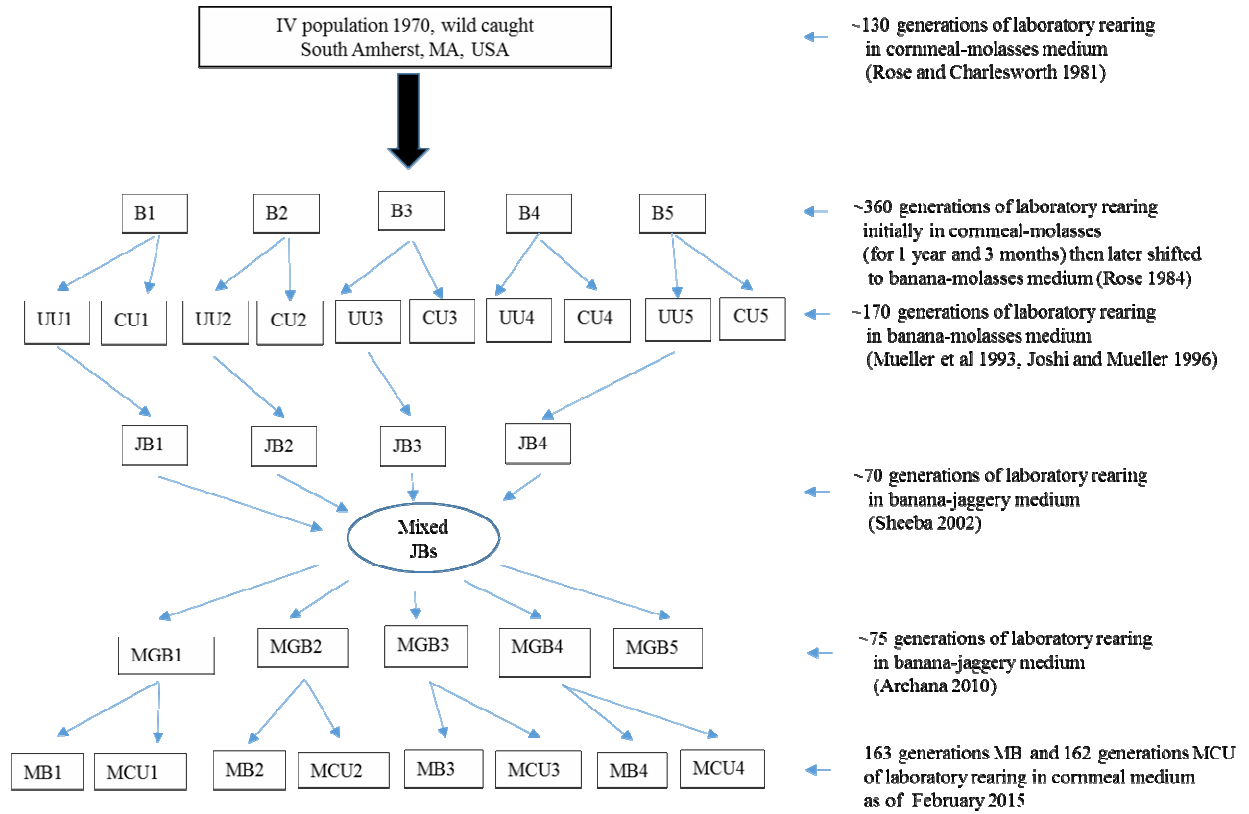 IV population 1970, wild caught
South Amherst, MA, USA
~130 generations of laboratory rearing
in cornmeal-molasses medium
(Rose and Charlesworth 1981)
B1
B2
B3
B4
B5
~360 generations of laboratory rearing
initially in cornmeal-molasses
(for 1 year and 3 months) then later shifted
to banana-molasses medium (Rose 1984)
UU1
CU1
UU2
CU2
UU3
CU3
UU4
CU4
UU5
CU5
~170 generations of laboratory rearing
in banana-molasses medium
(Mueller et al 1993, Joshi and Mueller 1996)
JB1
JB2
JB3
JB4
~70 generations of laboratory rearing
in banana-jaggery medium
(Sheeba 2002)
Mixed
JBs
MGB1
MGB2
MGB3
MGB4
MGB5
~75 generations of laboratory rearing
in banana-jaggery medium
(Archana 2010)
MB1
MCU1
MB2
MCU2
MB3
MCU3
MB4
MCU4
163 generations MB and 162 generations MCU
of laboratory rearing in cornmeal medium
as of February 2015